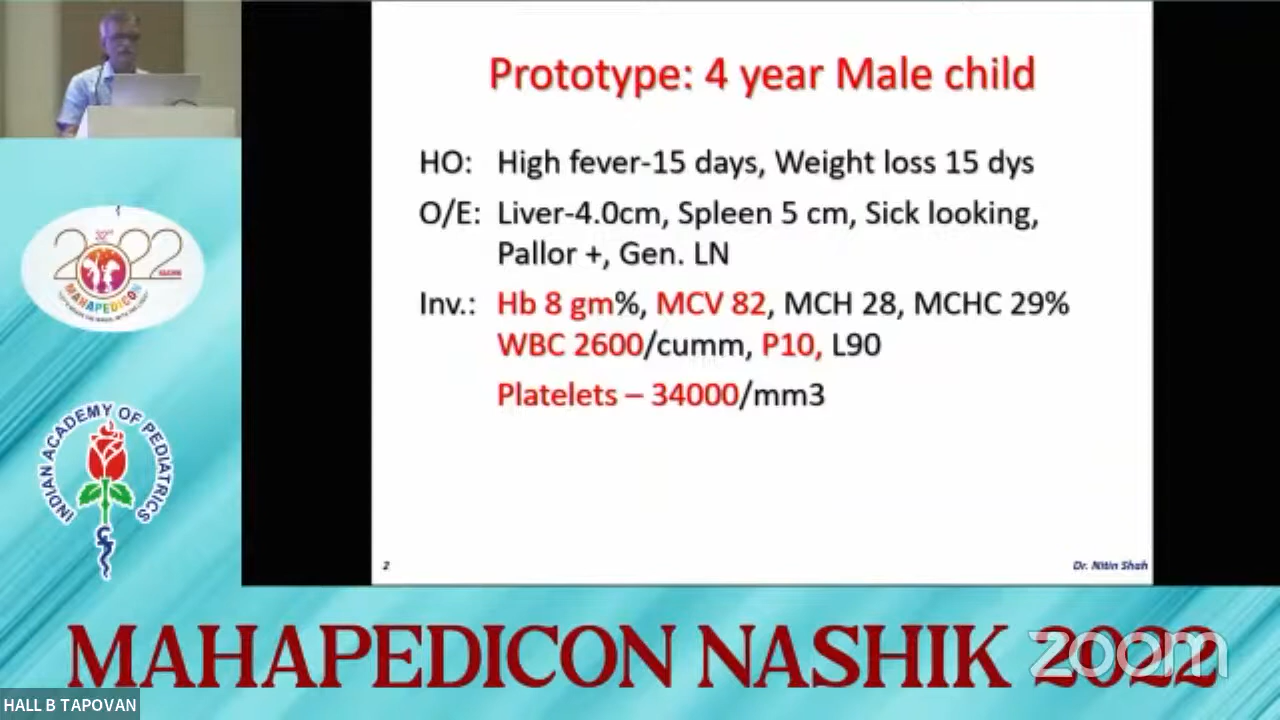 Prototype: 4 year Male child
HO: High fever-15 days, Weight loss 15 dys
O/E: Liver-4.0cm, Spleen 5 cm, Sick looking,
Pallor +, Gen. LN
Inv.: Hb 8 gm%, MCV 82, MCH 28, MCHC 29%
WBC 2600/cumm, P10, L90
Platelets – 34000/mm3
2
Dr. Nitin Shah
32nd
2022
MAHAPEDICON
INDIAN ACADEMY OF PEDIATRICS
MAHAPEDICON NASHIK 2022
zoom
HALL B TAPOVAN